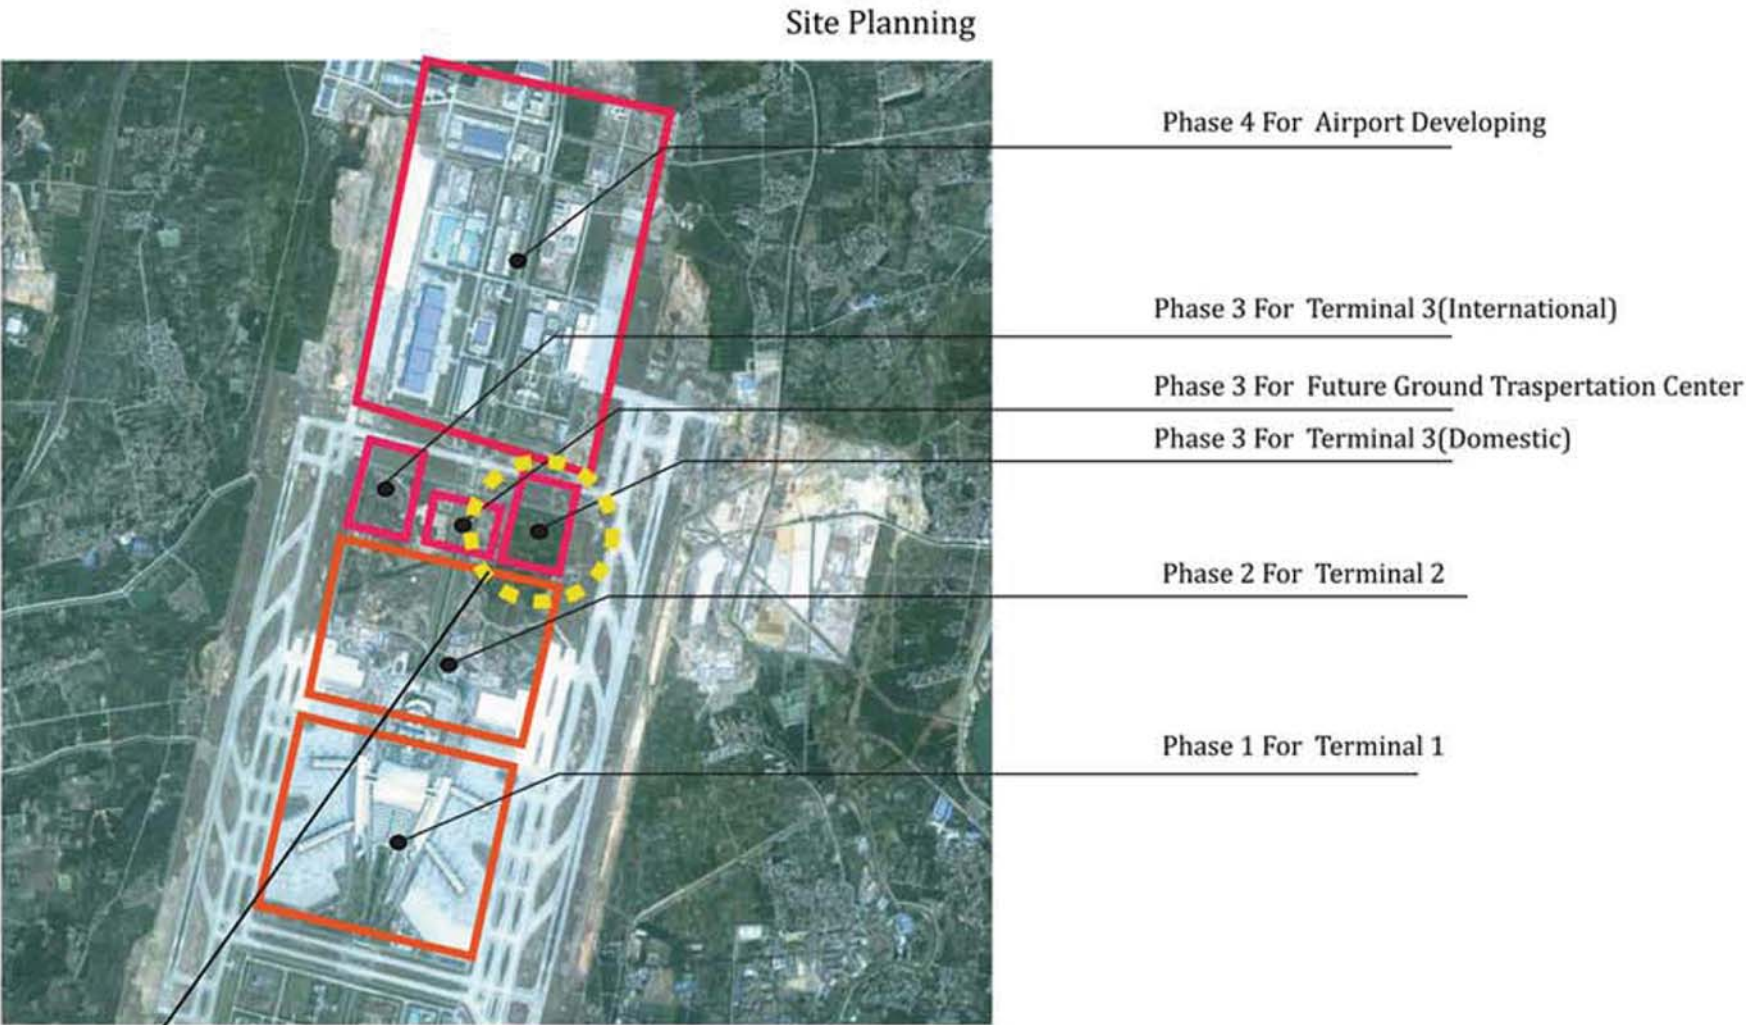 Site Planning
Phase 4 For Airport Developing
Phase 3 For Terminal 3(International)
Phase 3 For Future Ground Traspertation Center
Phase 3 For Terminal 3(Domestic)
Phase 2 For Terminal 2
Phase 1 For Terminal 1